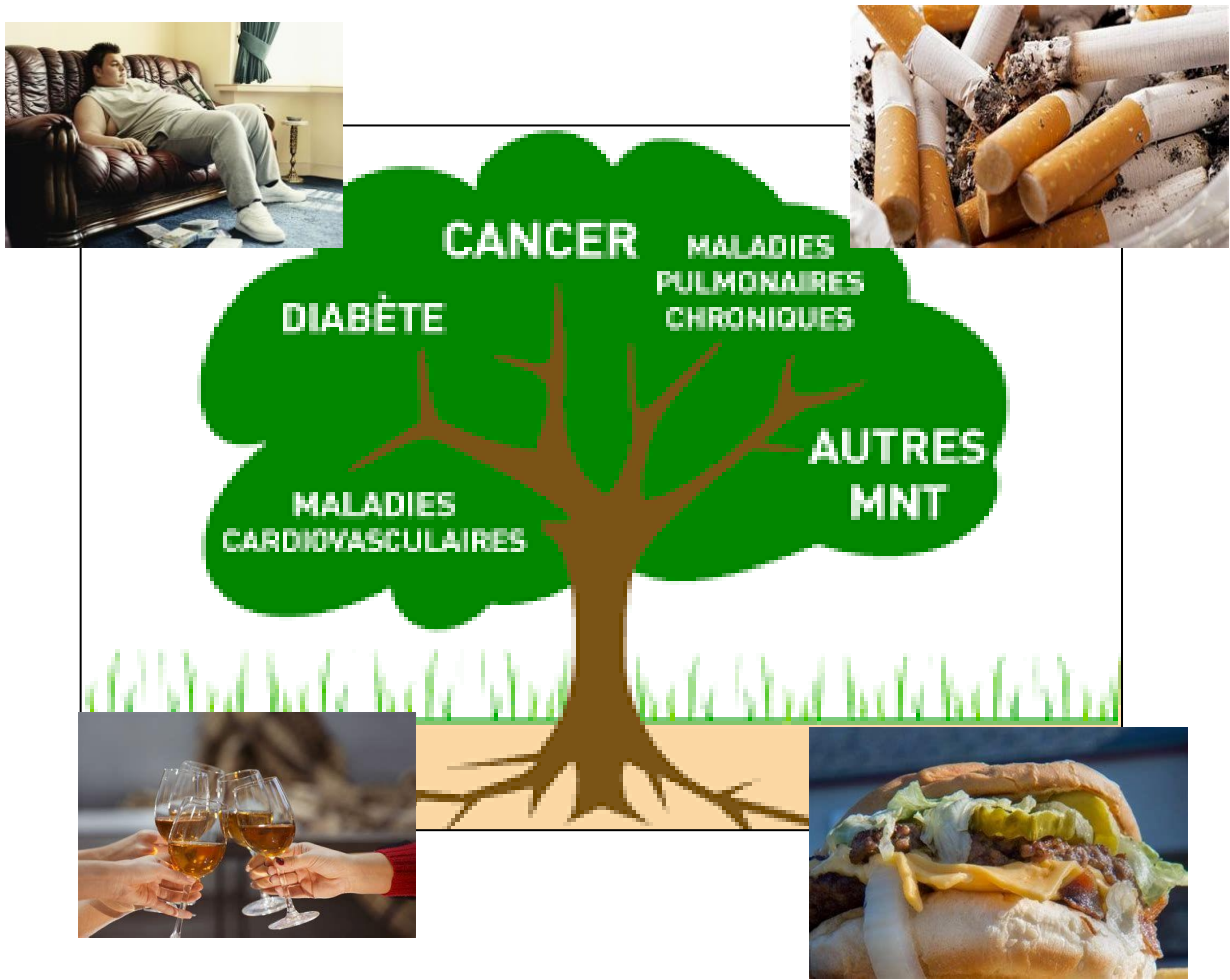 CANCER
MALADIES
PULMONAIRES
CHRONIQUES
DIABÈTE
AUTRES
MNT
MALADIES
CARDIOVASCULAIRES